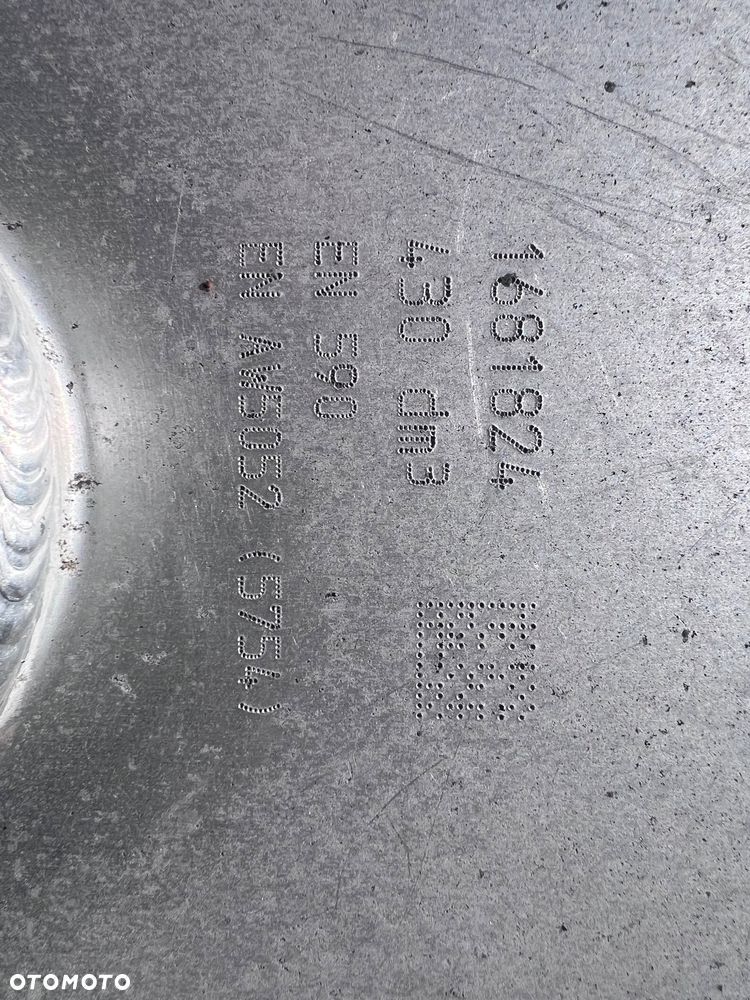 1681824
430 dm3
EN 590
EN AW5052 (5754)
OTOMOTO